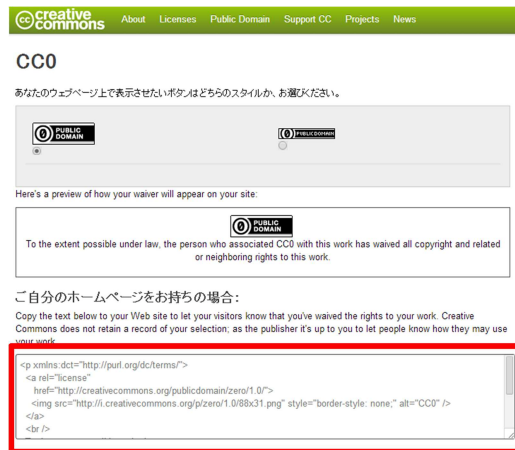 cc creative commons About Licenses Public Domain Support CC Projects News
CC0
あなたのウェブページ上で表示させたいボタンはどちらのスタイルか、お選びください。
PUBLIC DOMAIN PUBLIC DOMAIN
Here's a preview of how your waiver will appear on your site:
PUBLIC DOMAIN
To the extent possible under law, the person who associated CC0 with this work has waived all copyright and related
or neighboring rights to this work.
ご自分のホームページをお持ちの場合:
Copy the text below to your Web site to let your visitors know that you've waived the rights to your work. Creative
Commons does not retain a record of your selection; as the publisher it's up to you to let people know how they may use
your work.
<p xmlns:dct="http://purl.org/dc/terms/">
<a rel="license"
href="http://creativecommons.org/publicdomain/zero/1.0/">
<img src="http://i.creativecommons.org/p/zero/1.0/88x31.png" style="border-style: none;" alt="CC0" />
</a>
<br />